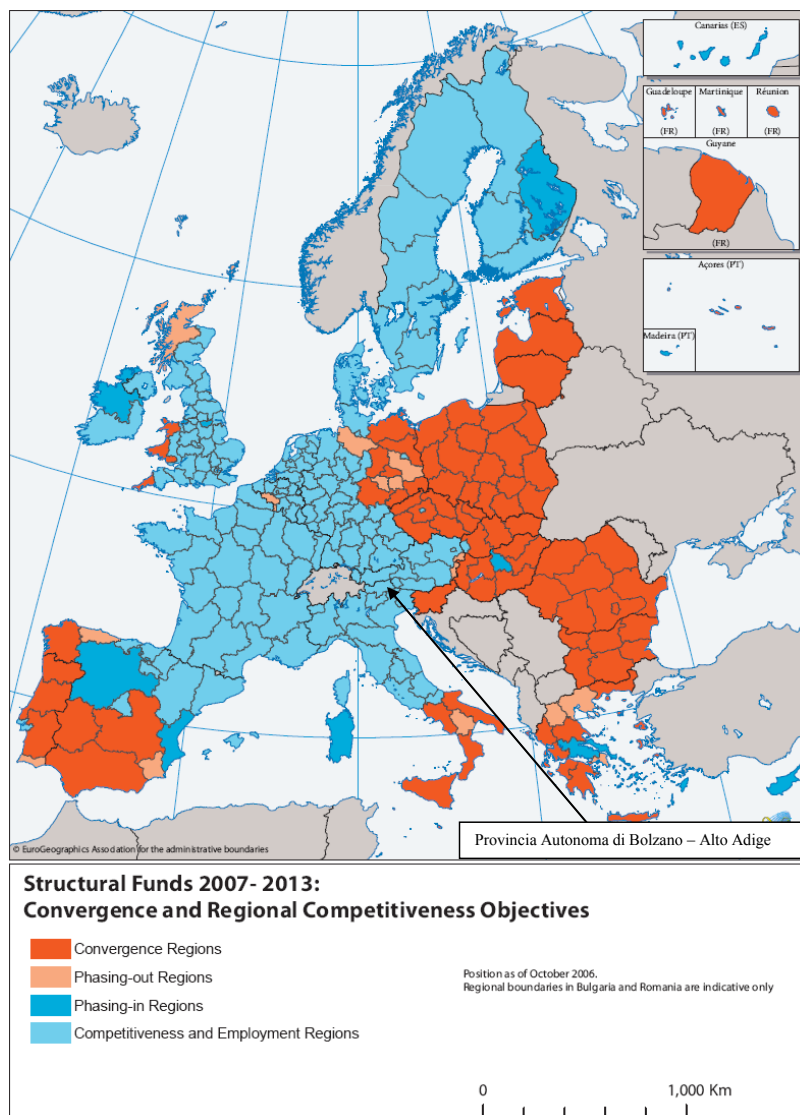 Canarias (ES)
Guadeloupe
Martinique
Réunion
(FR)
(FR)
(FR)
Guyane
(FR)
Açores (PT)
Madeira (PT)
Provincia Autonoma di Bolzano – Alto Adige
© EuroGeographics Association for the administrative boundaries
Structural Funds 2007- 2013:
Convergence and Regional Competitiveness Objectives
Convergence Regions
Phasing-out Regions
Phasing-in Regions
Competitiveness and Employment Regions
Position as of October 2006.
Regional boundaries in Bulgaria and Romania are indicative only
0 1,000 Km